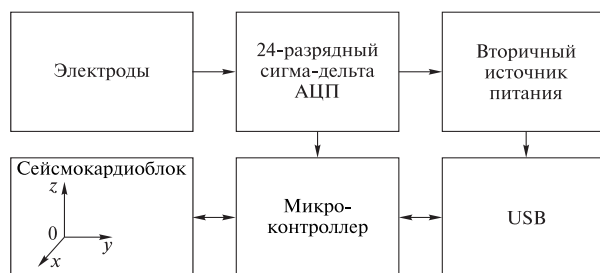 Электроды
24-разрядный
сигма-дельта
АЦП
Вторичный
источник
питания
Сейсмокардиоблок
z
0
y
x
Микро-
контроллер
USB